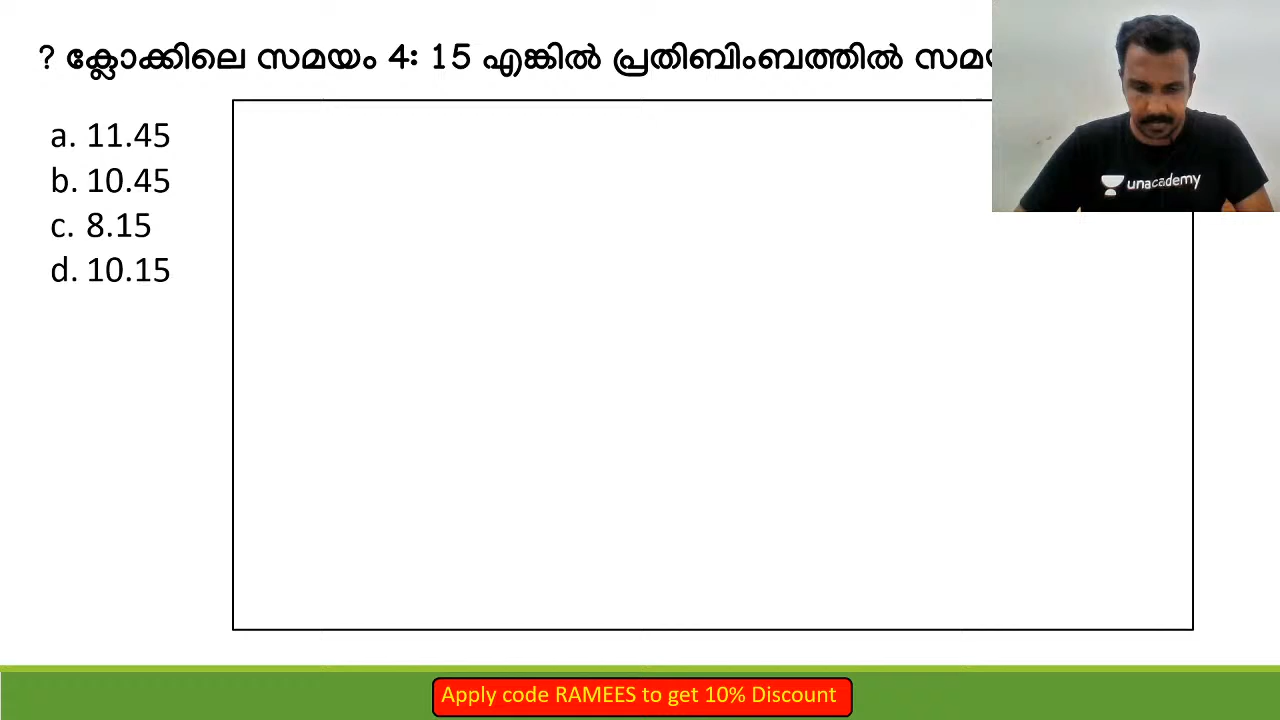 ? ക്ലോക്കിലെ സമയം 4: 15 എങ്കിൽ പ്രതിബിംബത്തിൽ
a. 11.45
b. 10.45
c. 8.15
d. 10.15
unacademy
Apply code RAMEES to get 10% Discount